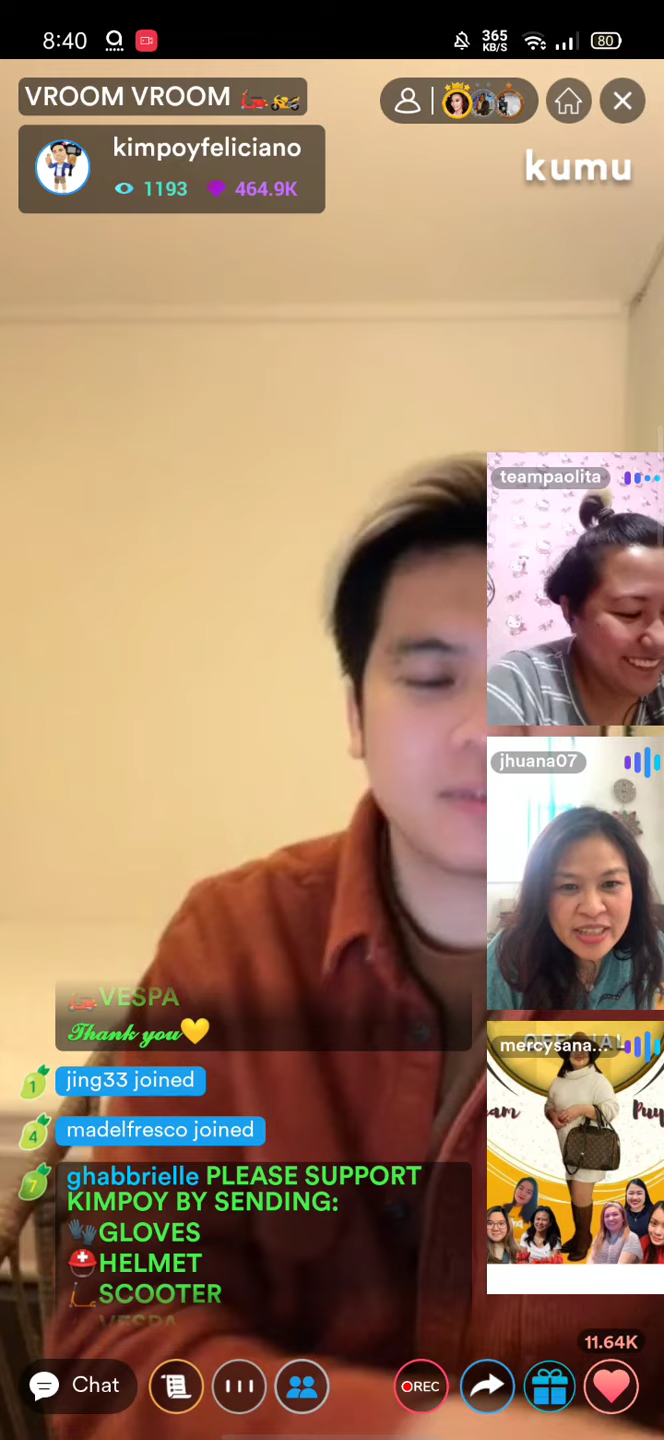 8:40
365
KB/S
80
VROOM VROOM
kimpoyfeliciano
1193 464.9K
kumu
teampaolita
jhuana07
VESPA
Thank you
mercysana...
1 jing33 joined
4 madelfresco joined
7 ghabbrielle PLEASE SUPPORT
KIMPOY BY SENDING:
GLOVES
HELMET
SCOOTER
VESPA
11.64K
Chat
REC